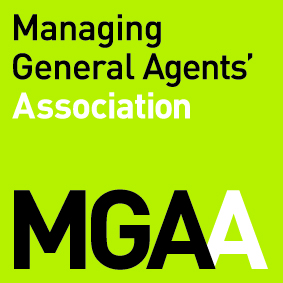 Managing
General Agents’
Association
MGAA